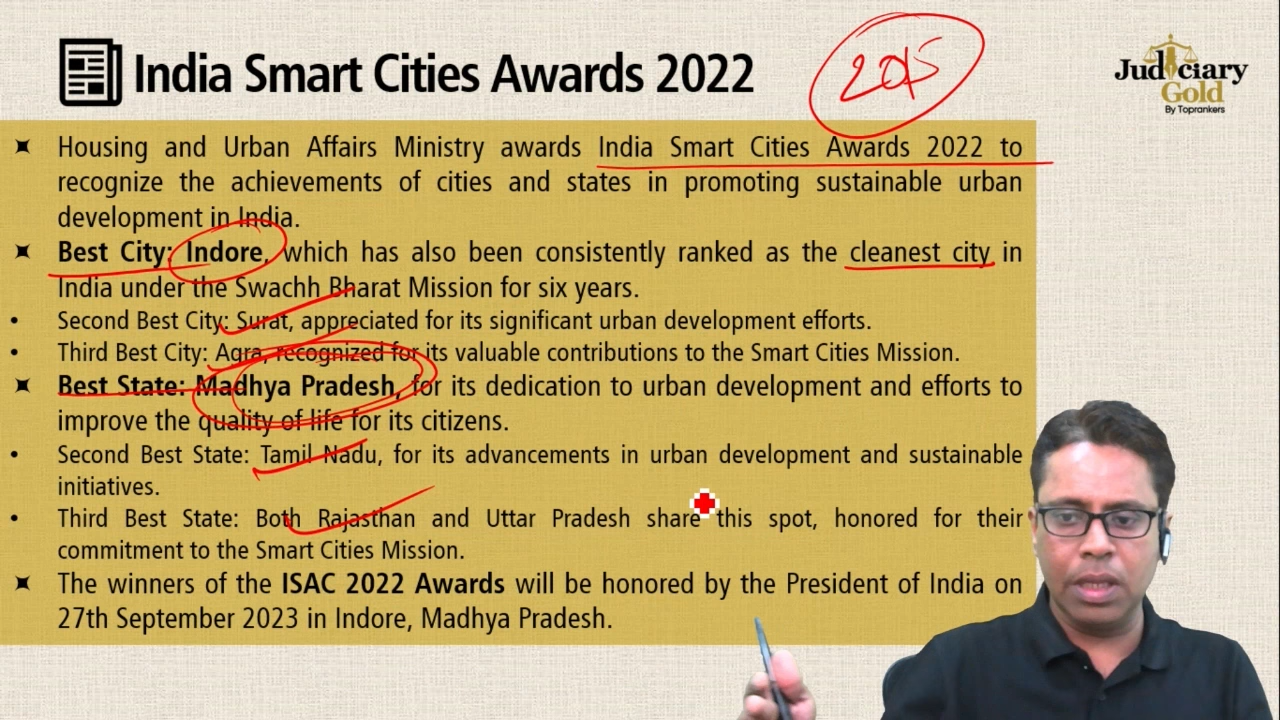 India Smart Cities Awards 2022
2015
Judiciary
Gold
By Toprankers
Housing and Urban Affairs Ministry awards India Smart Cities Awards 2022 to
recognize the achievements of cities and states in promoting sustainable urban
development in India.
Best City: Indore, which has also been consistently ranked as the cleanest city in
India under the Swachh Bharat Mission for six years.
• Second Best City: Surat, appreciated for its significant urban development efforts.
• Third Best City: Agra, recognized for its valuable contributions to the Smart Cities Mission.
Best State: Madhya Pradesh, for its dedication to urban development and efforts to
improve the quality of life for its citizens.
• Second Best State: Tamil Nadu, for its advancements in urban development and sustainable
initiatives.
• Third Best State: Both Rajasthan and Uttar Pradesh share this spot, honored for their
commitment to the Smart Cities Mission.
The winners of the ISAC 2022 Awards will be honored by the President of India on
27th September 2023 in Indore, Madhya Pradesh.